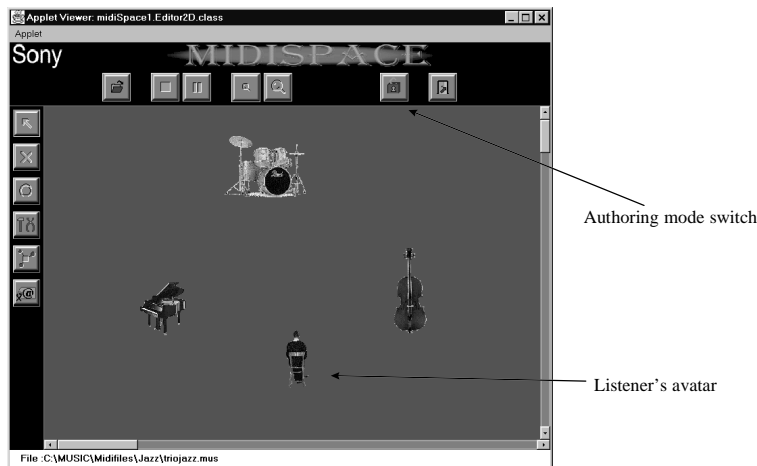 Applet Viewer: midiSpace1.Editor2D.class
Applet
Sony MIDISPACE
Authoring mode switch
Listener's avatar
File :C:\MUSIC\Midifiles\Jazz\triojazz.mus